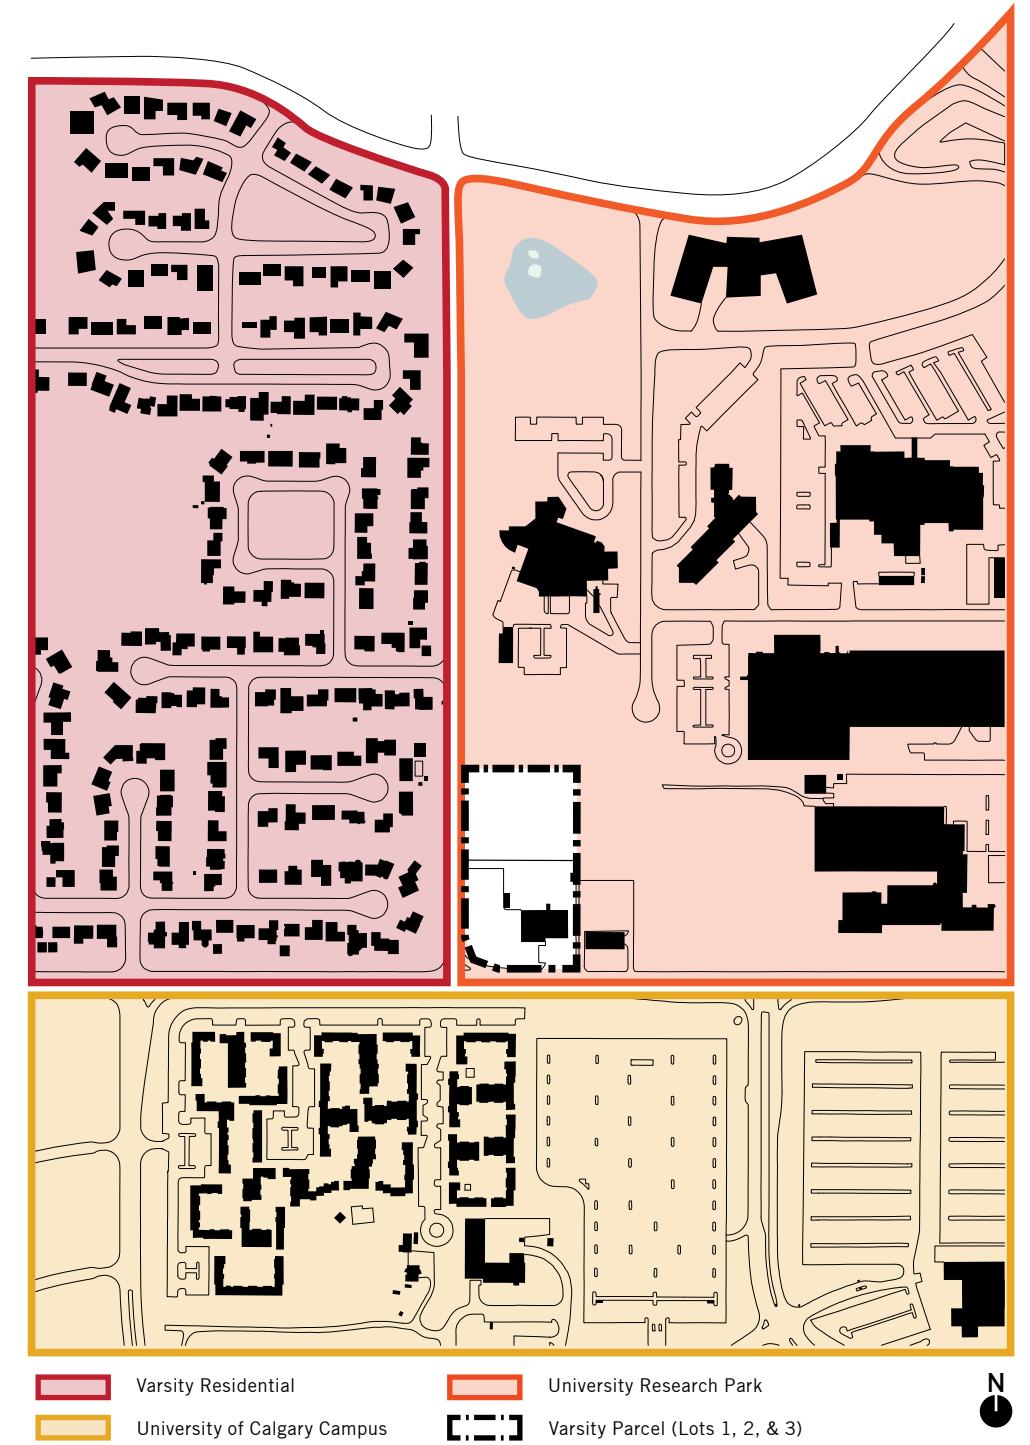 Varsity Residential
University Research Park
N
University of Calgary Campus
Varsity Parcel (Lots 1, 2, & 3)